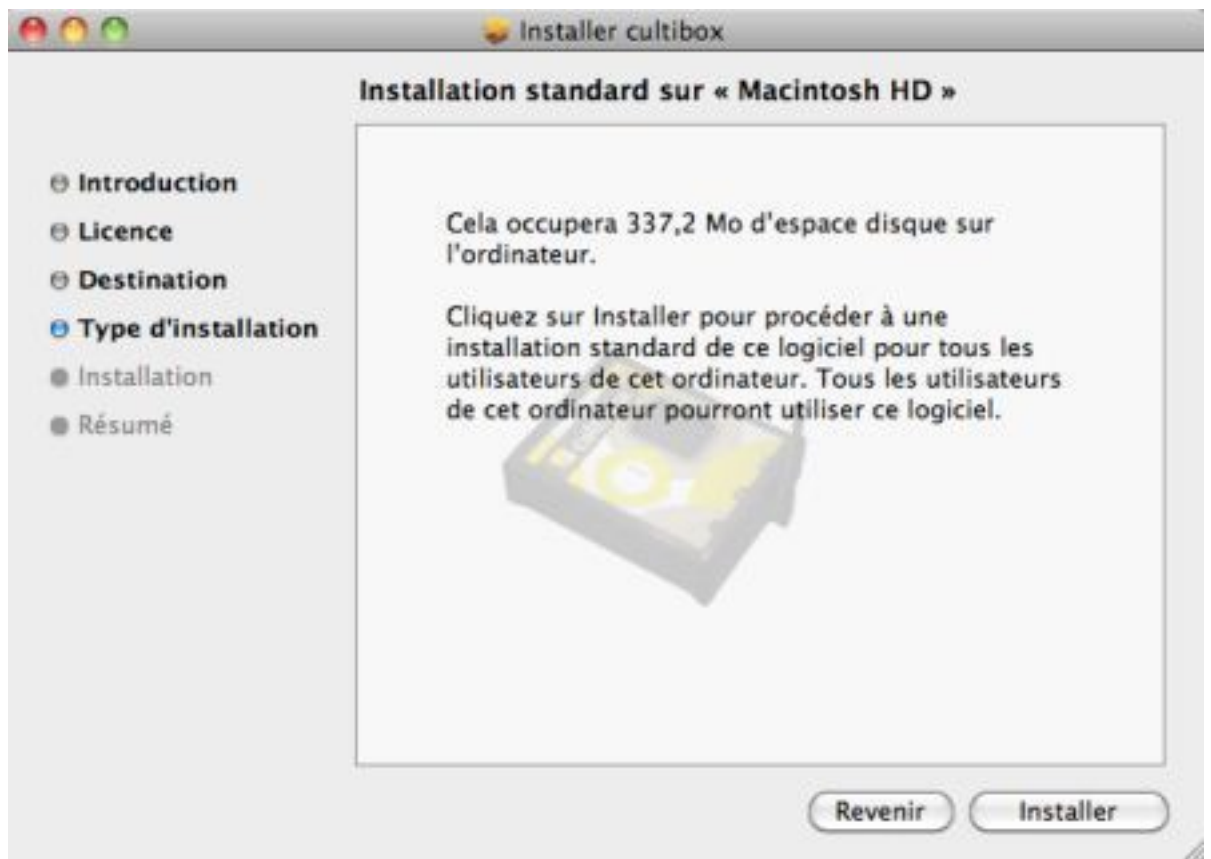 Installer cultibox
Installation standard sur « Macintosh HD »
Introduction
Licence
Destination
Type d'installation
Installation
Résumé
Cela occupera 337,2 Mo d'espace disque sur
l'ordinateur.
Cliquez sur Installer pour procéder à une
installation standard de ce logiciel pour tous les
utilisateurs de cet ordinateur. Tous les utilisateurs
de cet ordinateur pourront utiliser ce logiciel.
Revenir
Installer